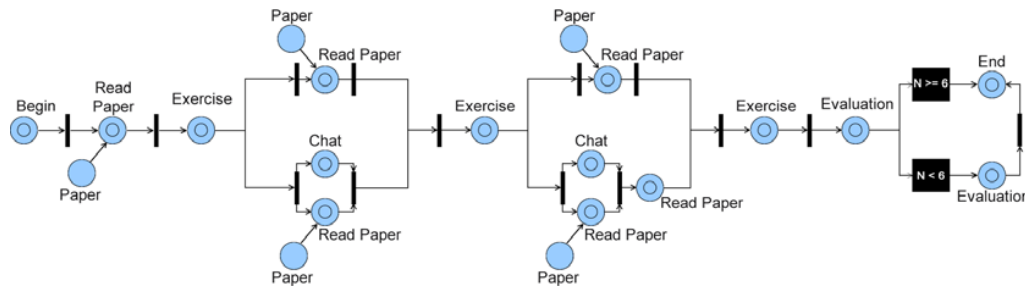 Begin
Read
Paper
Paper
Exercise
Paper
Read Paper
Chat
Read Paper
Paper
Exercise
Paper
Read Paper
Chat
Read Paper
Read Paper
Paper
Exercise
Evaluation
N >= 6
End
N < 6
Evaluation